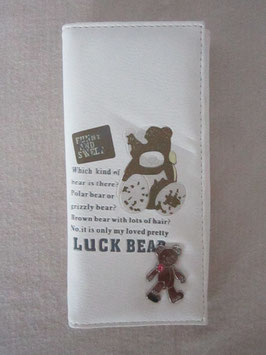 FUNNY
AND
SWEET
Which kind of
bear is there?
Polar bear or
grizzly bear?
Brown bear with lots of hair?
No, it is only my loved pretty
LUCK BEAR